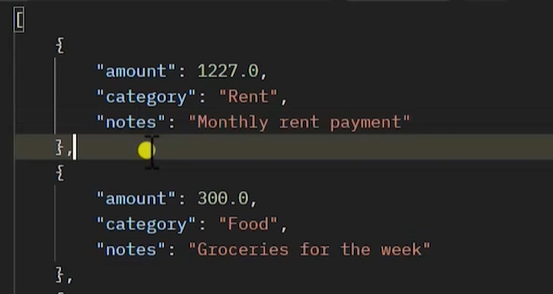 [
{
"amount": 1227.0,
"category": "Rent",
"notes": "Monthly rent payment"
},
{
"amount": 300.0,
"category": "Food",
"notes": "Groceries for the week"
},